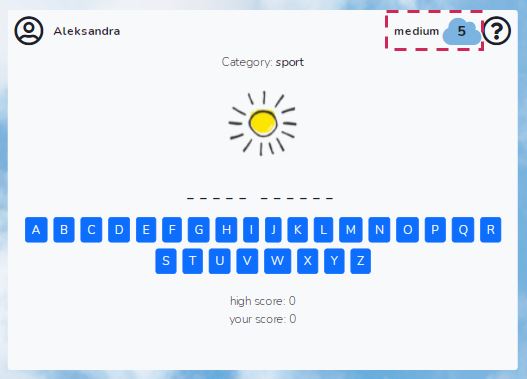 Aleksandra medium 5 ?
Category: sport
_ _ _ _ _ _ _ _ _ _ _
A B C D E F G H I J K L M N O P Q R
S T U V W X Y Z
high score: 0
your score: 0